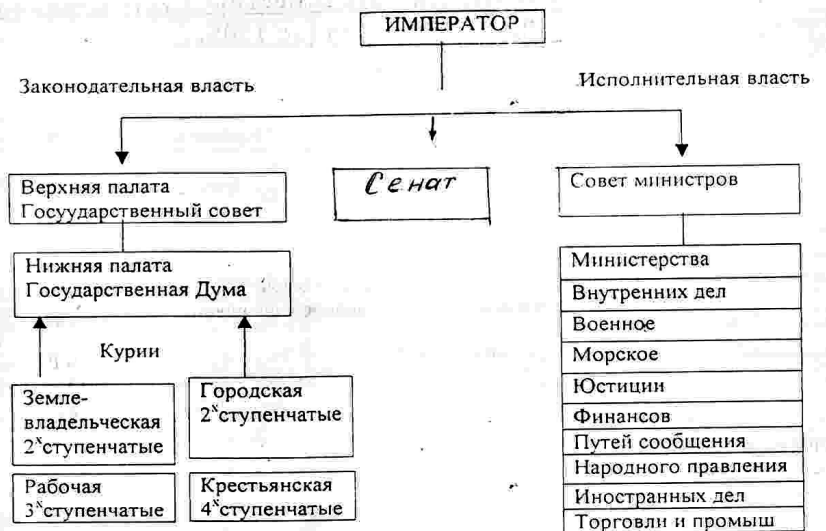 ИМПЕРАТОР
Законодательная власть
Исполнительная власть
Верхняя палата
Госуударственный совет
Сенат
Совет министров
Нижняя палата
Государственная Дума
Курии
Земле-
владельческая
2ˣступенчатые
Городская
2ˣступенчатые
Рабочая
3ˣступенчатые
Крестьянская
4ˣступенчатые
Министерства
Внутренних дел
Военное
Морское
Юстиции
Финансов
Путей сообщения
Народного правления
Иностранных дел
Торговли и промыш